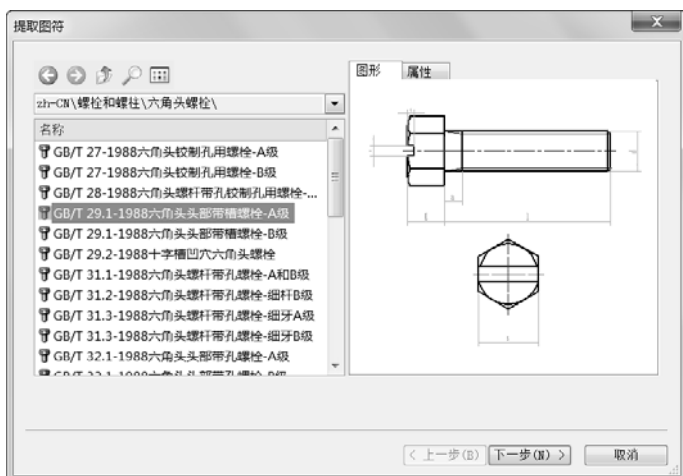 提取图符
图形 属性
zh-CN\螺栓和螺柱\六角头螺栓\
名称
GB/T 27-1988六角头铰制孔用螺栓-A级
GB/T 27-1988六角头铰制孔用螺栓-B级
GB/T 28-1988六角头螺杆带孔铰制孔用螺栓-...
GB/T 29.1-1988六角头头部带槽螺栓-A级
GB/T 29.1-1988六角头头部带槽螺栓-B级
GB/T 29.2-1988十字槽凹穴六角头螺栓
GB/T 31.1-1988六角头螺杆带孔螺栓-A和B级
GB/T 31.2-1988六角头螺杆带孔螺栓-细杆B级
GB/T 31.3-1988六角头螺杆带孔螺栓-细牙A级
GB/T 31.3-1988六角头螺杆带孔螺栓-细牙B级
GB/T 32.1-1988六角头头部带孔螺栓-A级
< 上一步(B) 下一步(N) > 取消